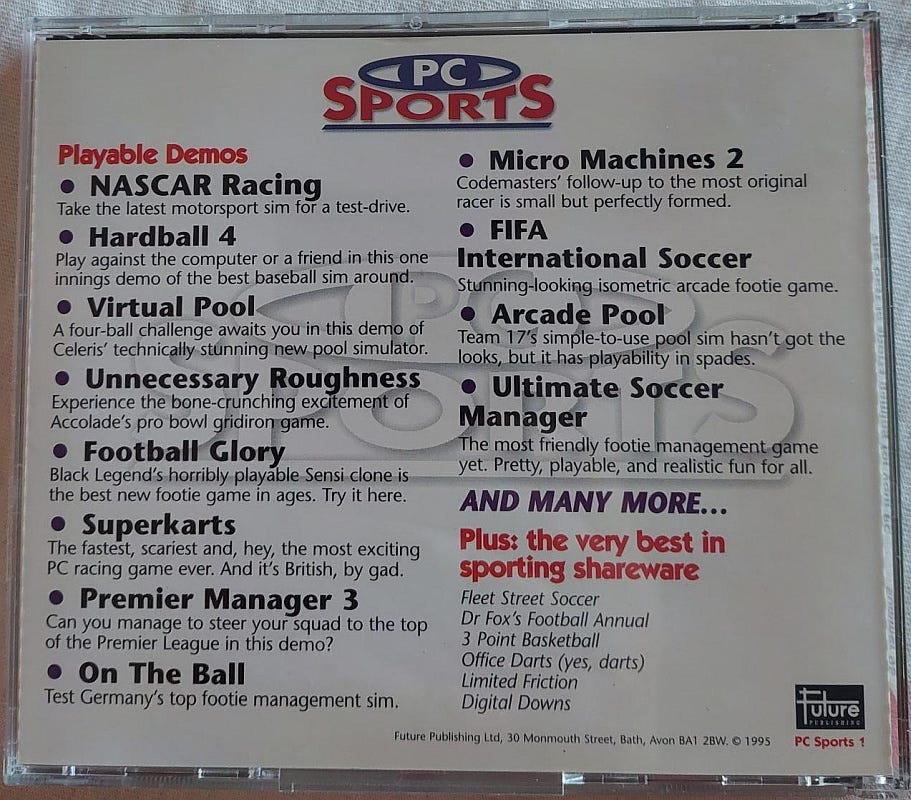 PC
SPORTS
Playable Demos
• NASCAR Racing
Take the latest motorsport sim for a test-drive.
• Hardball 4
Play against the computer or a friend in this one
innings demo of the best baseball sim around.
• Virtual Pool
A four-ball challenge awaits you in this demo of
Celeris' technically stunning new pool simulator.
• Unnecessary Roughness
Experience the bone-crunching excitement of
Accolade's pro bowl gridiron game.
• Football Glory
Black Legend's horribly playable Sensi clone is
the best new footie game in ages. Try it here.
• Superkarts
The fastest, scariest and, hey, the most exciting
PC racing game ever. And it's British, by gad.
• Premier Manager 3
Can you manage to steer your squad to the top
of the Premier League in this demo?
• On The Ball
Test Germany's top footie management sim.
• Micro Machines 2
Codemasters' follow-up to the most original
racer is small but perfectly formed.
• FIFA
International Soccer
Stunning-looking isometric arcade footie game.
• Arcade Pool
Team 17's simple-to-use pool sim hasn't got the
looks, but it has playability in spades.
• Ultimate Soccer
Manager
The most friendly footie management game
yet. Pretty, playable, and realistic fun for all.
AND MANY MORE...
Plus: the very best in
sporting shareware
Fleet Street Soccer
Dr Fox's Football Annual
3 Point Basketball
Office Darts (yes, darts)
Limited Friction
Digital Downs
Future
PUBLISHING
Future Publishing Ltd, 30 Monmouth Street, Bath, Avon BA1 2BW. © 1995
PC Sports 1
PC
SPORTS